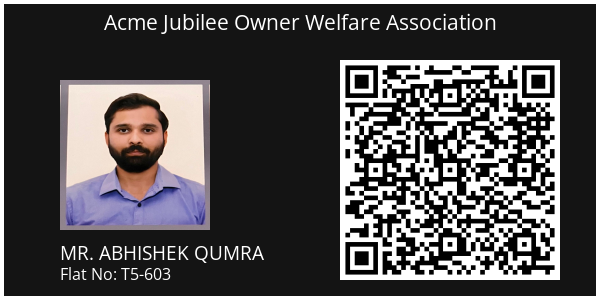 Acme Jubilee Owner Welfare Association
MR. ABHISHEK QUMRA
Flat No: T5-603